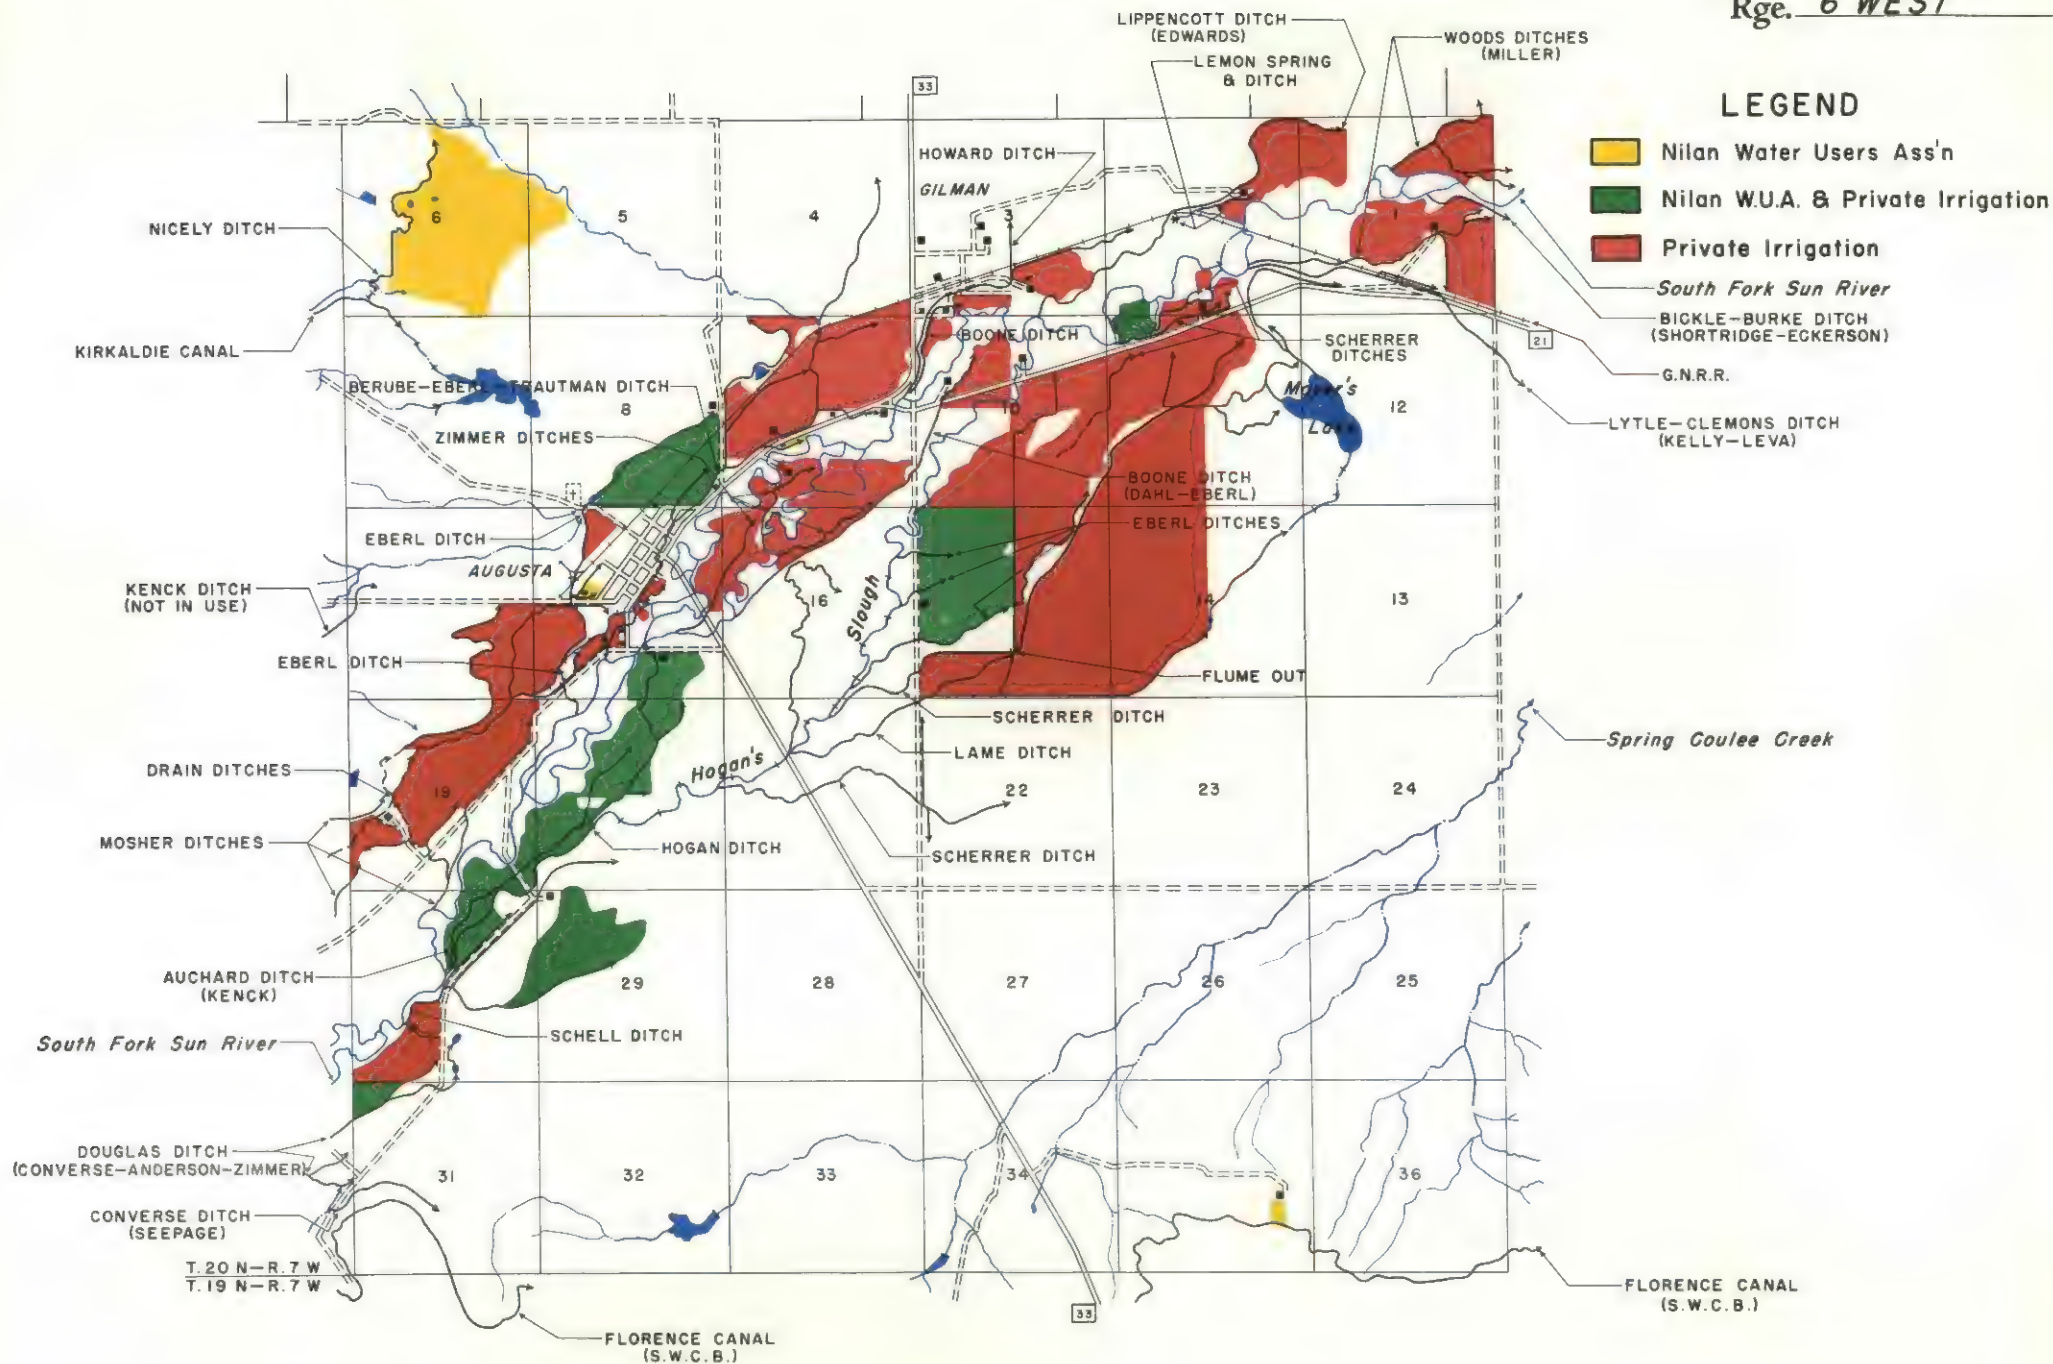 Rge. 6 WEST
LIPPENCOTT DITCH
(EDWARDS)
WOODS DITCHES
(MILLER)
LEMON SPRING
& DITCH
33
LEGEND
Nilan Water Users Ass'n
Nilan W.U.A. & Private Irrigation
Private Irrigation
HOWARD DITCH
GILMAN
NICELY DITCH
6
5
4
3
1
South Fork Sun River
BICKLE-BURKE DITCH
(SHORTRIDGE-ECKERSON)
KIRKALDIE CANAL
BOONE DITCH
SCHERRER
DITCHES
21
G.N.R.R.
BERUBE-EBERL-TRAUTMAN DITCH
8
10
Moyer's
Lake
12
ZIMMER DITCHES
LYTLE-CLEMONS DITCH
(KELLY-LEVA)
BOONE DITCH
(DAHL-EBERL)
EBERL DITCHES
EBERL DITCH
AUGUSTA
KENCK DITCH
(NOT IN USE)
16
Slough
14
13
EBERL DITCH
FLUME OUT
SCHERRER DITCH
LAME DITCH
Spring Coulee Creek
Hogan's
DRAIN DITCHES
19
22
23
24
MOSHER DITCHES
HOGAN DITCH
SCHERRER DITCH
AUCHARD DITCH
(KENCK)
29
28
27
26
25
SCHELL DITCH
South Fork Sun River
DOUGLAS DITCH
(CONVERSE-ANDERSON-ZIMMER)
31
32
33
34
36
CONVERSE DITCH
(SEEPAGE)
T.20 N-R.7 W
T.19 N-R.7 W
FLORENCE CANAL
(S.W.C.B.)
33
FLORENCE CANAL
(S.W.C.B.)